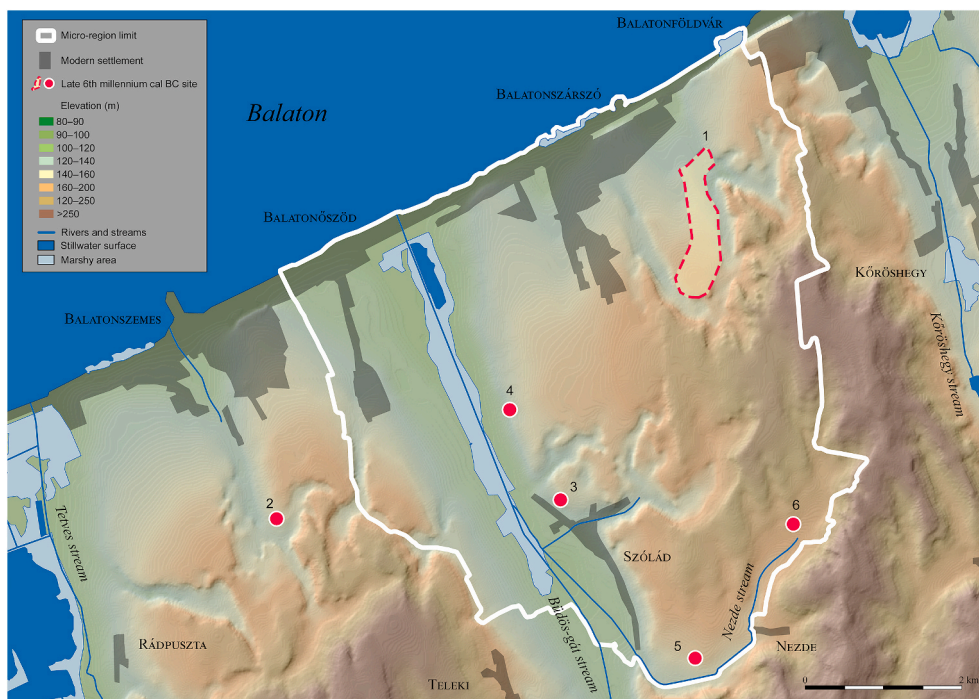 Micro-region limit
Modern settlement
Late 6th millennium cal BC site
Elevation (m)
80–90
90–100
100–120
120–140
140–160
160–200
120–250
>250
Rivers and streams
Stillwater surface
Marshy area
Balatonföldvár
Balatonszárszó
Balaton
1
Balatonőszöd
Kőröshegy
Balatonszemes
Kőröshegy stream
4
3
2
6
Tetves stream
Szólád
Nezde stream
Büdös-gát stream
Rádpuszta
5
Nezde
Teleki
0
2 km